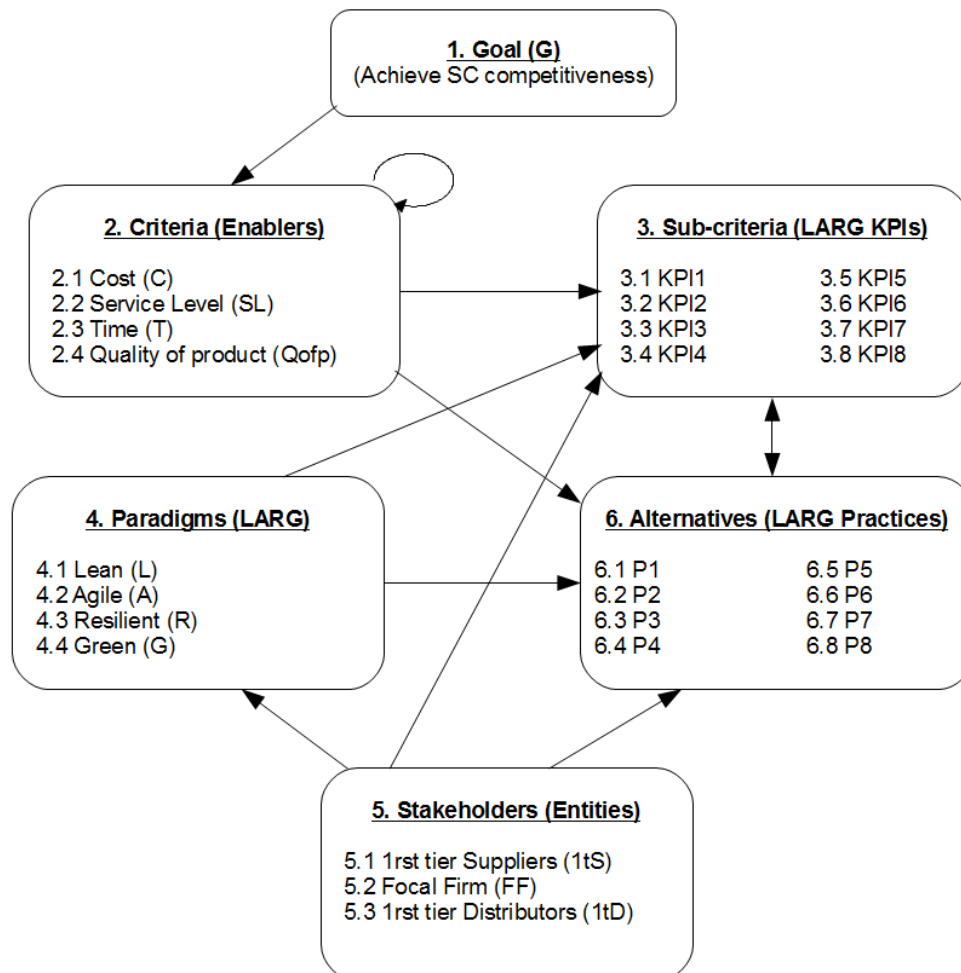 1. Goal (G)
(Achieve SC competitiveness)
2. Criteria (Enablers)
2.1 Cost (C)
2.2 Service Level (SL)
2.3 Time (T)
2.4 Quality of product (Qofp)
3. Sub-criteria (LARG KPIs)
3.1 KPI1
3.2 KPI2
3.3 KPI3
3.4 KPI4
3.5 KPI5
3.6 KPI6
3.7 KPI7
3.8 KPI8
4. Paradigms (LARG)
4.1 Lean (L)
4.2 Agile (A)
4.3 Resilient (R)
4.4 Green (G)
6. Alternatives (LARG Practices)
6.1 P1
6.2 P2
6.3 P3
6.4 P4
6.5 P5
6.6 P6
6.7 P7
6.8 P8
5. Stakeholders (Entities)
5.1 1rst tier Suppliers (1tS)
5.2 Focal Firm (FF)
5.3 1rst tier Distributors (1tD)